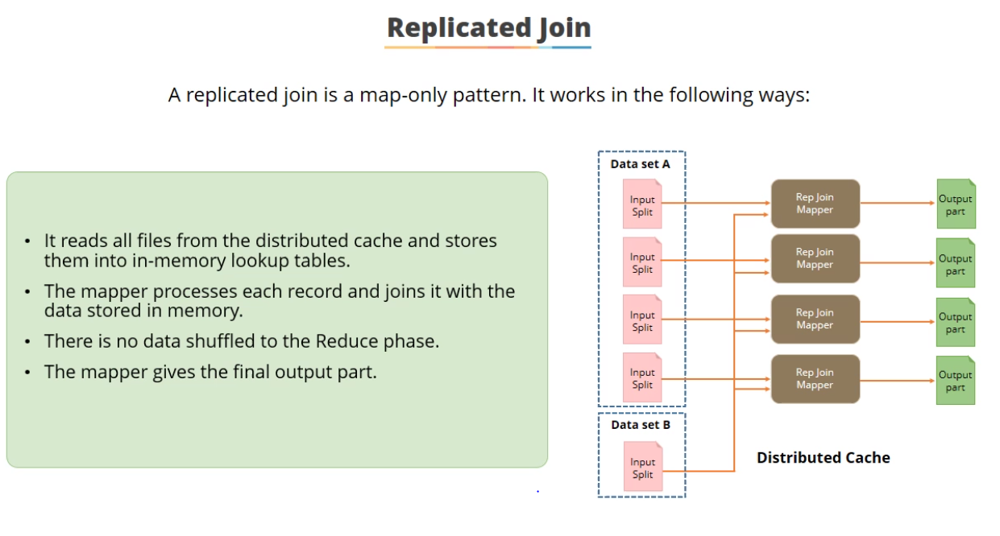 Replicated Join
A replicated join is a map-only pattern. It works in the following ways:
• It reads all files from the distributed cache and stores
them into in-memory lookup tables.
• The mapper processes each record and joins it with the
data stored in memory.
• There is no data shuffled to the Reduce phase.
• The mapper gives the final output part.
Data set A
Input
Split
Rep Join
Mapper
Output
part
Input
Split
Rep Join
Mapper
Output
part
Input
Split
Rep Join
Mapper
Output
part
Input
Split
Rep Join
Mapper
Output
part
Data set B
Input
Split
Distributed Cache